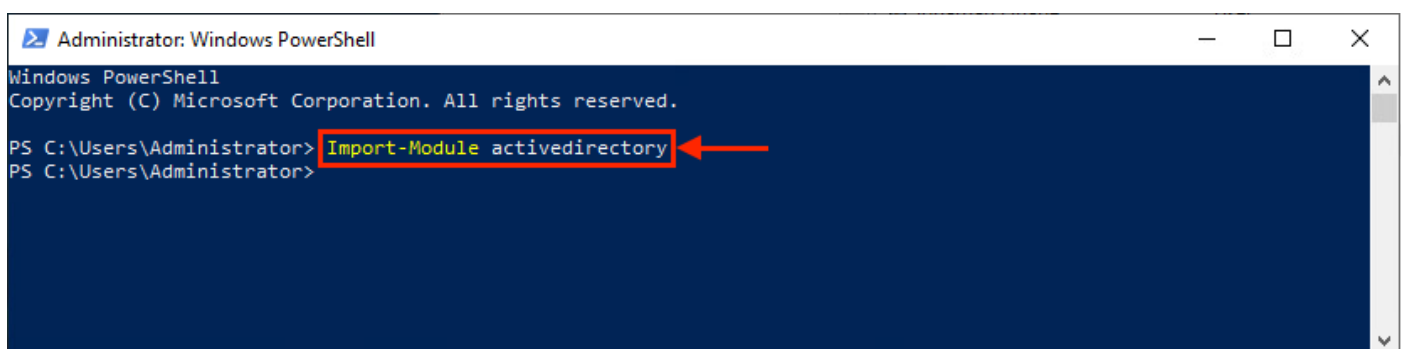 Administrator: Windows PowerShell
Windows PowerShell
Copyright (C) Microsoft Corporation. All rights reserved.
PS C:\Users\Administrator> Import-Module activedirectory
PS C:\Users\Administrator>